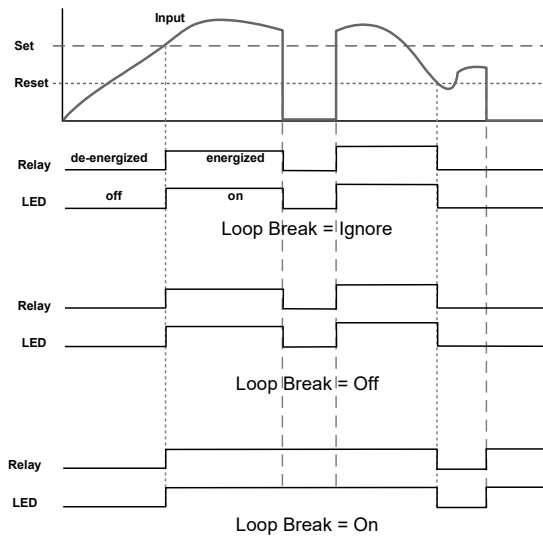 Input
Set
Reset
de-energized energized
Relay
off on
LED
Loop Break = Ignore
Relay
LED
Loop Break = Off
Relay
LED
Loop Break = On